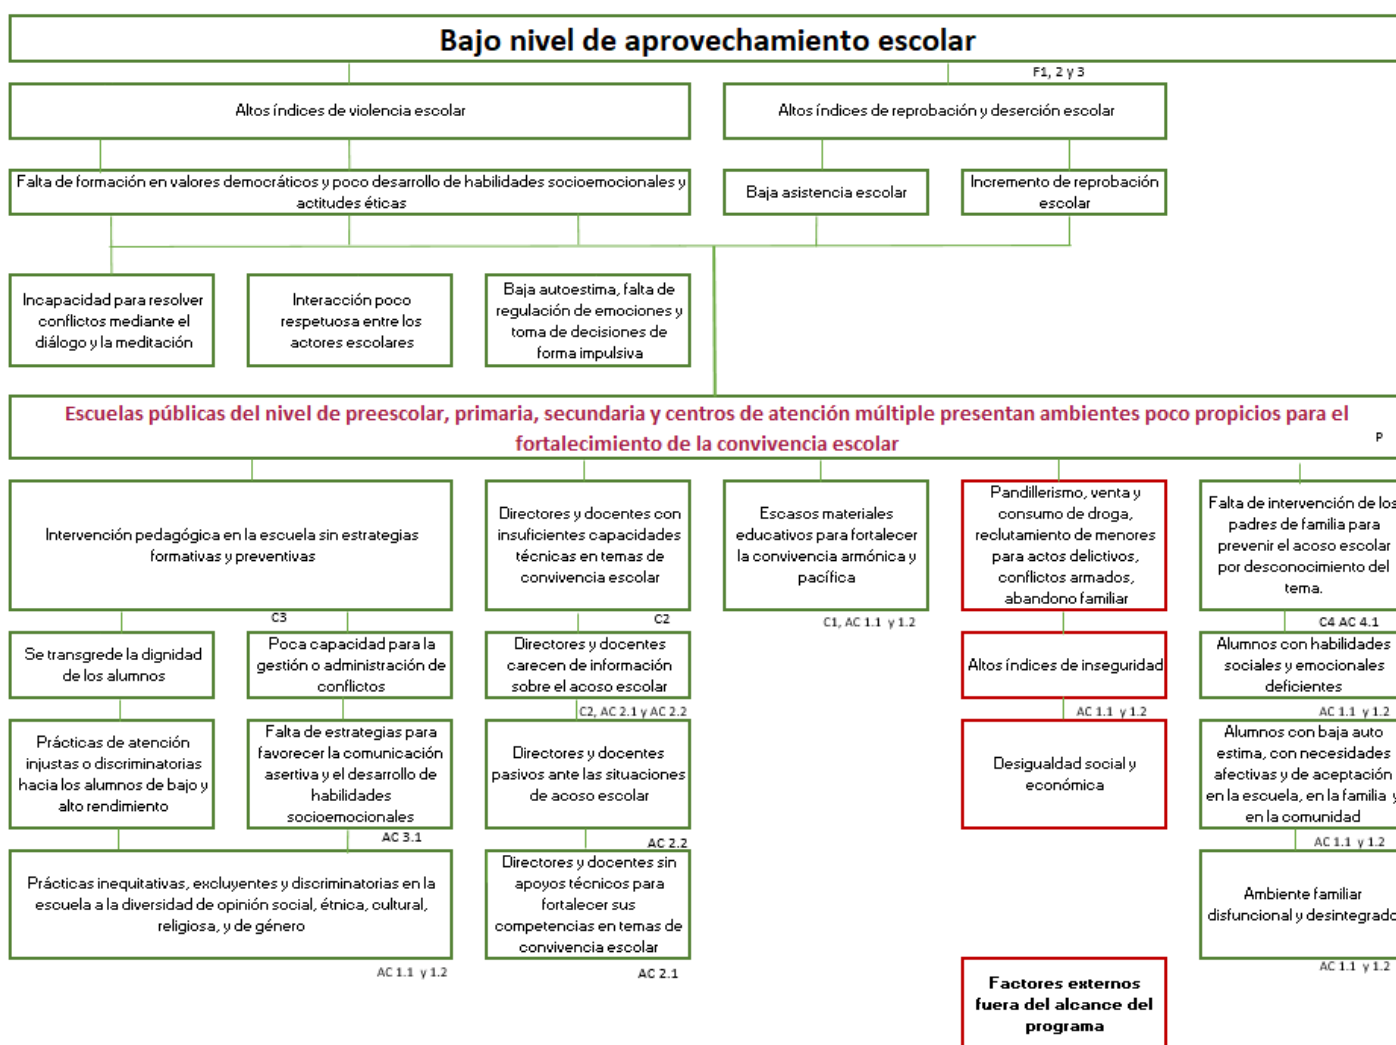 Bajo nivel de aprovechamiento escolar
F1, 2 y 3
Altos índices de violencia escolar
Altos índices de reprobación y deserción escolar
Falta de formación en valores democráticos y poco desarrollo de habilidades socioemocionales y
actitudes éticas
Baja asistencia escolar
Incremento de reprobación
escolar
Incapacidad para resolver
conflictos mediante el
diálogo y la meditación
Interacción poco
respetuosa entre los
actores escolares
Baja autoestima, falta de
regulación de emociones y
toma de decisiones de
forma impulsiva
Escuelas públicas del nivel de preescolar, primaria, secundaria y centros de atención múltiple presentan ambientes poco propicios para el
fortalecimiento de la convivencia escolar
P
Intervención pedagógica en la escuela sin estrategias
formativas y preventivas
C3
Directores y docentes con
insuficientes capacidades
técnicas en temas de
convivencia escolar
C2
Escasos materiales
educativos para fortalecer
la convivencia armónica y
pacífica
C1, AC 1.1 y 1.2
Pandillerismo, venta y
consumo de droga,
reclutamiento de menores
para actos delictivos,
conflictos armados,
abandono familiar
Falta de intervención de los
padres de familia para
prevenir el acoso escolar
por desconocimiento del
tema.
C4 AC 4.1
Se transgrede la dignidad
de los alumnos
Poca capacidad para la
gestión o administración de
conflictos
Directores y docentes
carecen de información
sobre el acoso escolar
C2, AC 2.1 y AC 2.2
Altos índices de inseguridad
AC 1.1 y 1.2
Alumnos con habilidades
sociales y emocionales
deficientes
AC 1.1 y 1.2
Prácticas de atención
injustas o discriminatorias
hacia los alumnos de bajo y
alto rendimiento
Falta de estrategias para
favorecer la comunicación
asertiva y el desarrollo de
habilidades
socioemocionales
AC 3.1
Directores y docentes
pasivos ante las situaciones
de acoso escolar
AC 2.2
Desigualdad social y
económica
Alumnos con baja auto
estima, con necesidades
afectivas y de aceptación
en la escuela, en la familia y
en la comunidad
AC 1.1 y 1.2
Prácticas inequitativas, excluyentes y discriminatorias en la
escuela a la diversidad de opinión social, étnica, cultural,
religiosa, y de género
AC 1.1 y 1.2
Directores y docentes sin
apoyos técnicos para
fortalecer sus
competencias en temas de
convivencia escolar
AC 2.1
Ambiente familiar
disfuncional y desintegrado
AC 1.1 y 1.2
Factores externos
fuera del alcance del
programa